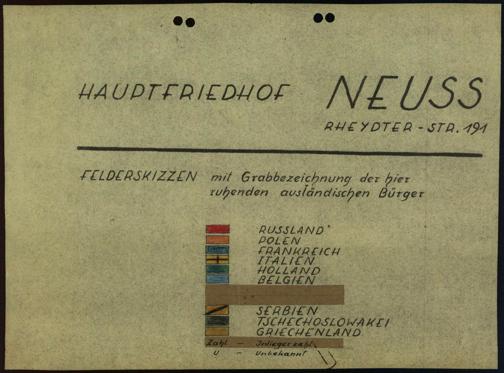 HAUPTFRIEDHOF NEUSS
RHEYDTER-STR. 191
FELDERSKIZZEN mit Grabbezeichnung der hier
ruhenden ausländischen Bürger
RUSSLAND
POLEN
FRANKREICH
ITALIEN
HOLLAND
BELGIEN
SERBIEN
TSCHECHOSLOWAKEI
GRIECHENLAND
Zahl - Inliegerzahl
U - Unbekannt